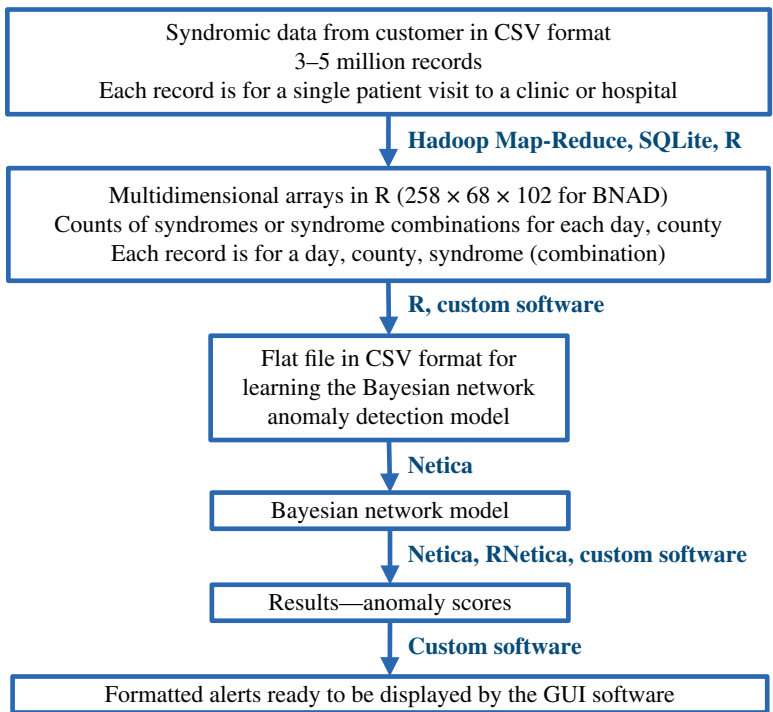 Syndromic data from customer in CSV format
3–5 million records
Each record is for a single patient visit to a clinic or hospital
Hadoop Map-Reduce, SQLite, R
Multidimensional arrays in R (258 × 68 × 102 for BNAD)
Counts of syndromes or syndrome combinations for each day, county
Each record is for a day, county, syndrome (combination)
R, custom software
Flat file in CSV format for
learning the Bayesian network
anomaly detection model
Netica
Bayesian network model
Netica, RNetica, custom software
Results—anomaly scores
Custom software
Formatted alerts ready to be displayed by the GUI software